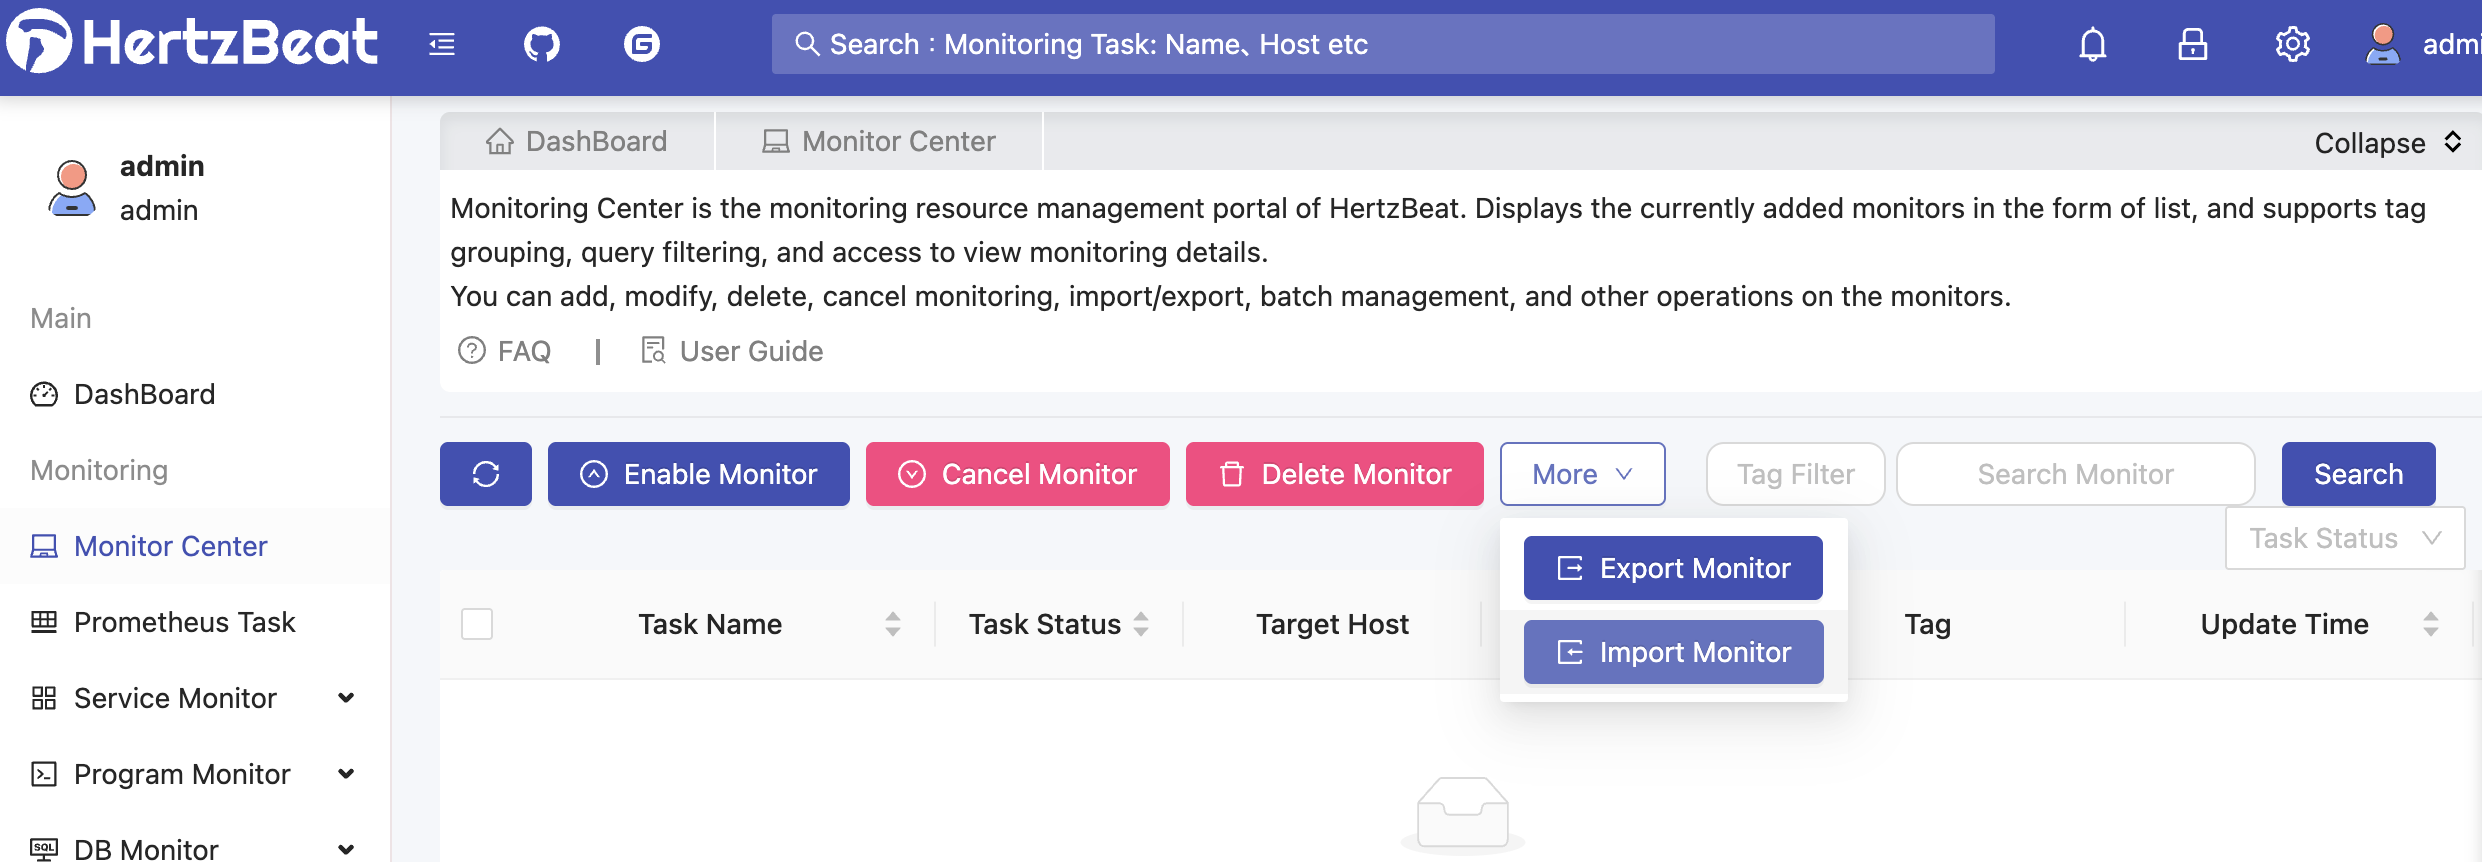 HertzBeat
Search : Monitoring Task: Name、Host etc
admi
admin
admin
Main
DashBoard
Monitoring
Monitor Center
Prometheus Task
Service Monitor
Program Monitor
SQL DB Monitor
DashBoard
Monitor Center
Collapse
Monitoring Center is the monitoring resource management portal of HertzBeat. Displays the currently added monitors in the form of list, and supports tag
grouping, query filtering, and access to view monitoring details.
You can add, modify, delete, cancel monitoring, import/export, batch management, and other operations on the monitors.
FAQ | User Guide
Enable Monitor
Cancel Monitor
Delete Monitor
More
Tag Filter
Search Monitor
Search
Task Status
Export Monitor
Import Monitor
Task Name
Task Status
Target Host
Tag
Update Time